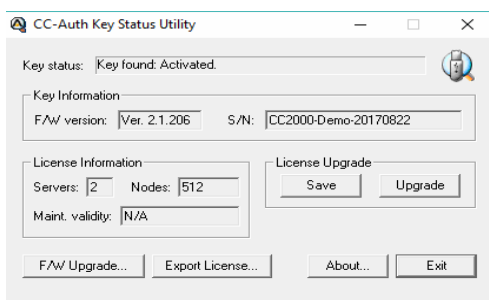 CC-Auth Key Status Utility
Key status: Key found: Activated.
Key Information
F/W version: Ver. 2.1.206 S/N: CC2000-Demo-20170822
License Information
Servers: 2 Nodes: 512
Maint. validity: N/A
License Upgrade
Save Upgrade
F/W Upgrade... Export License... About... Exit